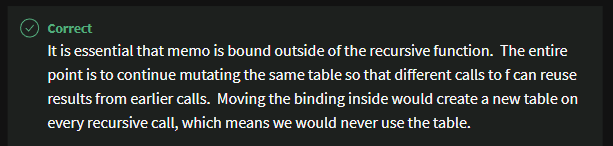 Correct
It is essential that memo is bound outside of the recursive function.  The entire
point is to continue mutating the same table so that different calls to f can reuse
results from earlier calls.  Moving the binding inside would create a new table on
every recursive call, which means we would never use the table.